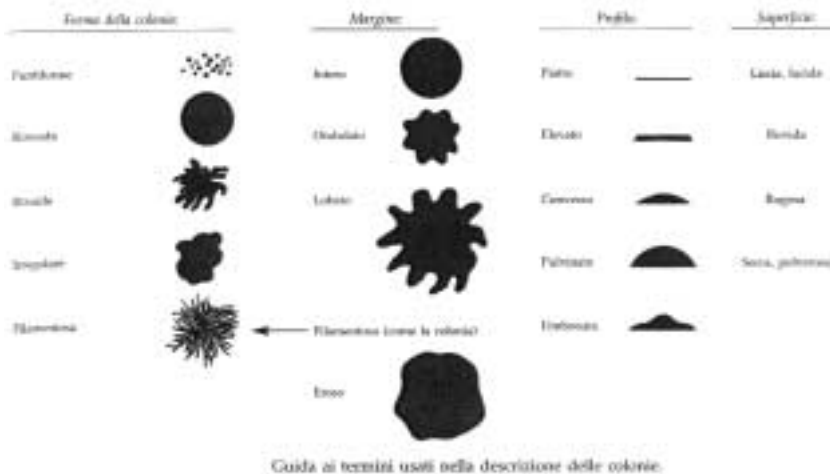 Forma della colonia:
Margine:
Profilo:
Superficie:
Puntiforme
Intero
Piatto
Liscia, lucida
Rotonda
Ondulato
Elevato
Lobato
Convesso
Rugosa
Irregolare
Pulvinato
Secca, polverosa
Filamentosa
Filamentoso (come la colonia)
Umbonato
Eroso
Guida ai termini usati nella descrizione delle colonie.